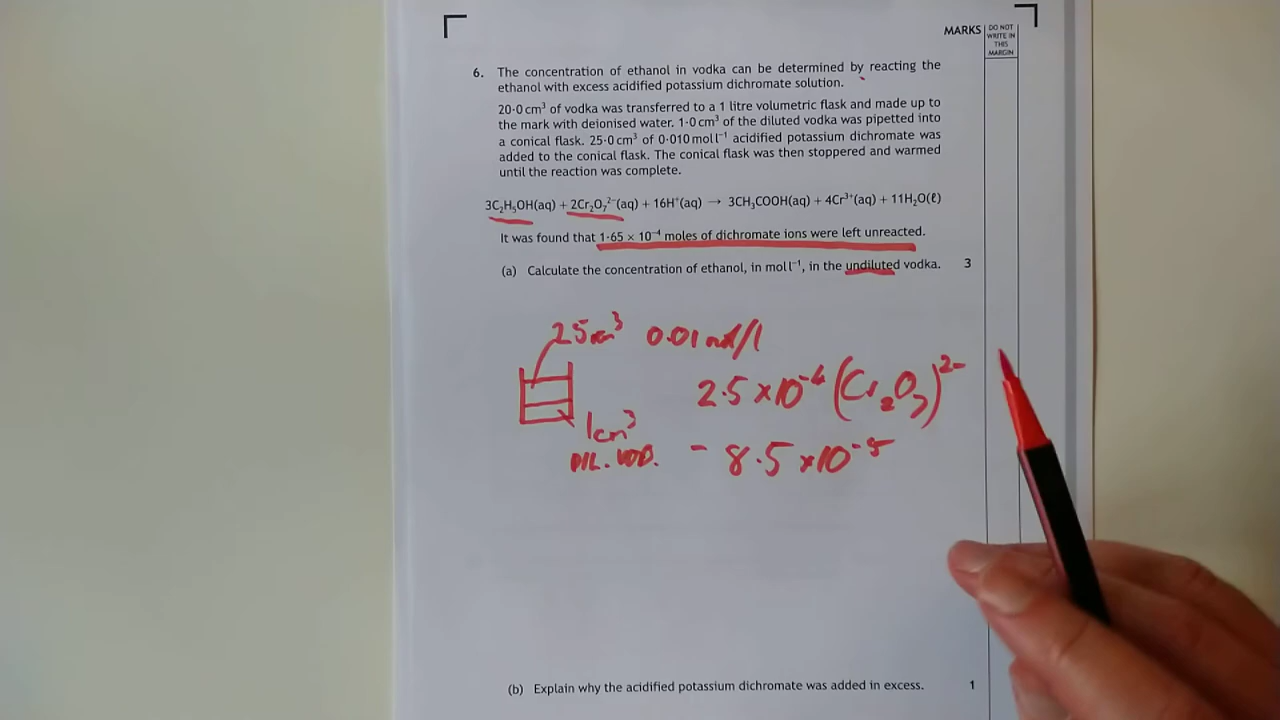 MARKS
DO NOT
WRITE IN
THIS
MARGIN
6. The concentration of ethanol in vodka can be determined by reacting the
ethanol with excess acidified potassium dichromate solution.
20·0 cm³ of vodka was transferred to a 1 litre volumetric flask and made up to
the mark with deionised water. 1·0 cm³ of the diluted vodka was pipetted into
a conical flask. 25·0 cm³ of 0·010 mol l⁻¹ acidified potassium dichromate was
added to the conical flask. The conical flask was then stoppered and warmed
until the reaction was complete.
3C₂H₅OH(aq) + 2Cr₂O₇²⁻(aq) + 16H⁺(aq) → 3CH₃COOH(aq) + 4Cr³⁺(aq) + 11H₂O(ℓ)
It was found that 1·65 × 10⁻⁴ moles of dichromate ions were left unreacted.
(a) Calculate the concentration of ethanol, in mol l⁻¹, in the undiluted vodka. 3
25cm³ 0.01 mol/l
2.5 × 10⁻⁴ (Cr₂O₇)²⁻
1cm³
DIL. VOD. - 8.5 × 10⁻⁵
(b) Explain why the acidified potassium dichromate was added in excess. 1